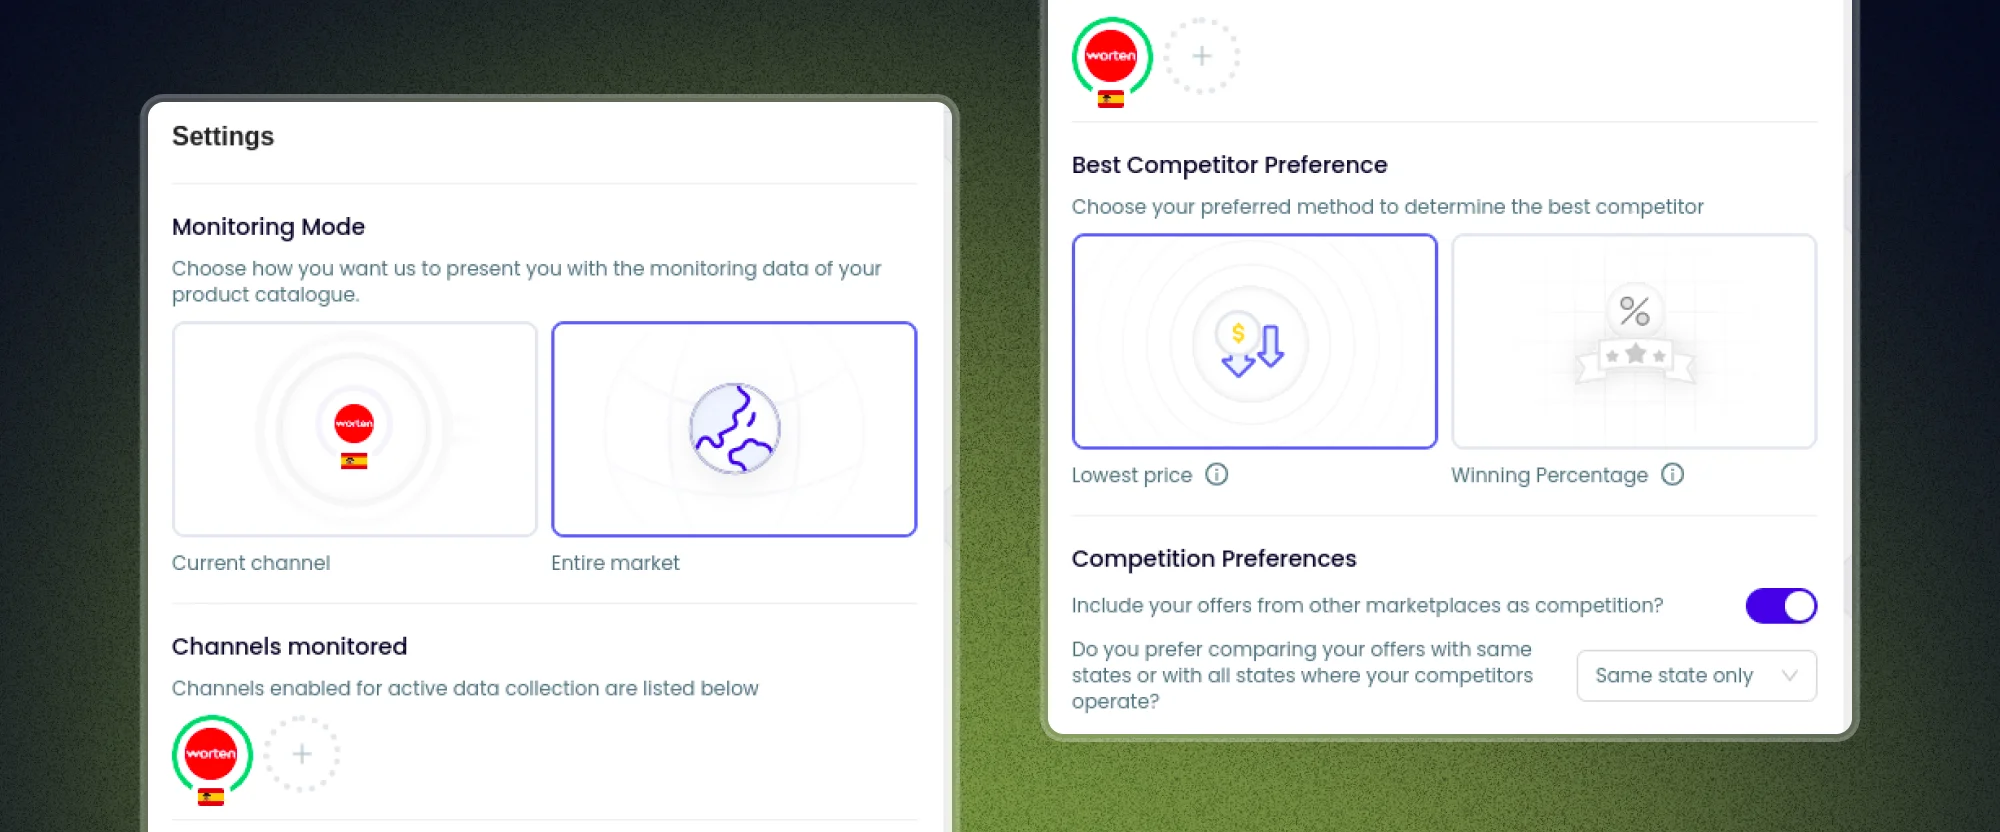 Settings
Monitoring Mode
Choose how you want us to present you with the monitoring data of your
product catalogue.
worten
Current channel
Entire market
Channels monitored
Channels enabled for active data collection are listed below
worten
+
worten
+
Best Competitor Preference
Choose your preferred method to determine the best competitor
$
%
Lowest price
Winning Percentage
Competition Preferences
Include your offers from other marketplaces as competition?
Do you prefer comparing your offers with same
states or with all states where your competitors
operate?
Same state only